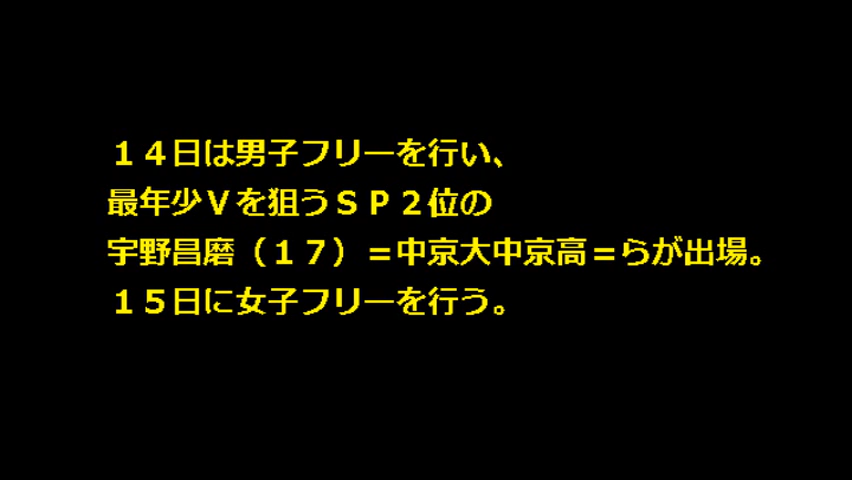 １４日は男子フリーを行い、
最年少Ｖを狙うＳＰ２位の
宇野昌磨（１７）＝中京大中京高＝らが出場。
１５日に女子フリーを行う。